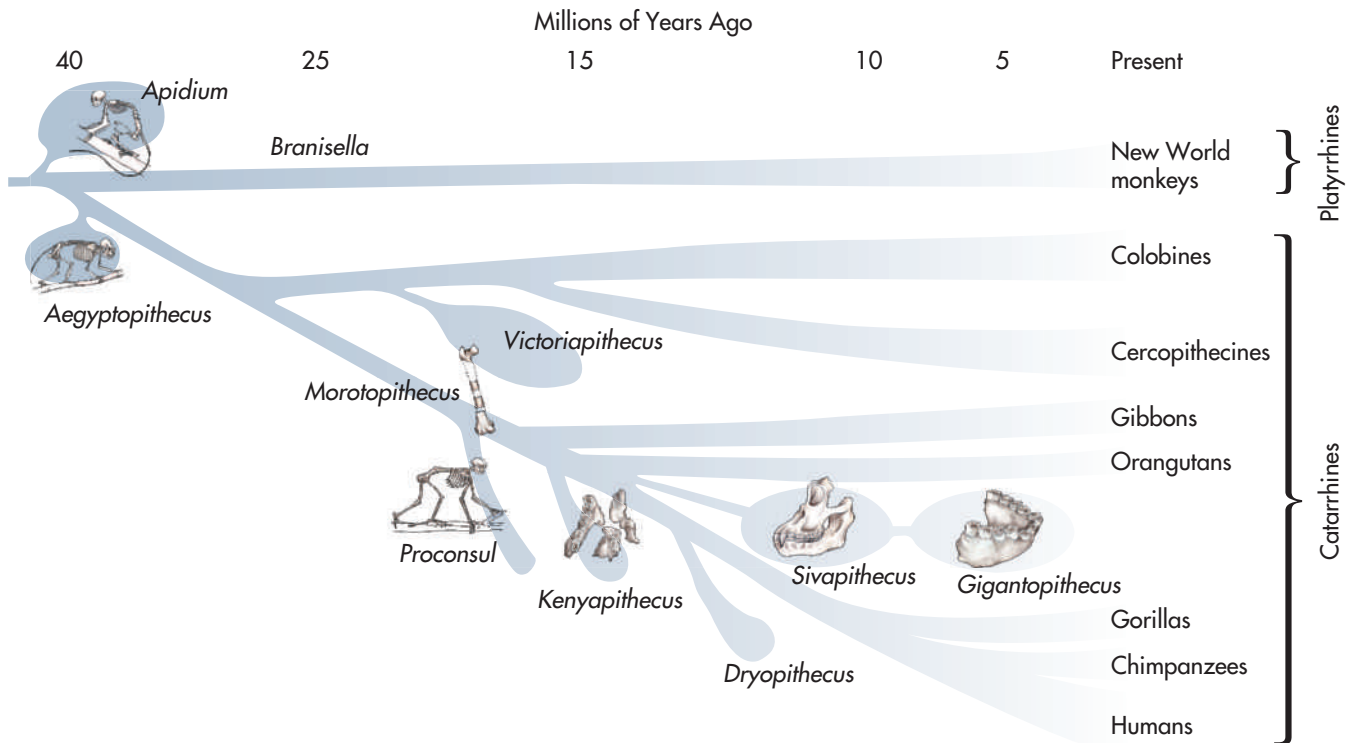 Millions of Years Ago
40 25 15 10 5 Present
Apidium
Branisella
New World
monkeys
Platyrrhines
Aegyptopithecus
Colobines
Victoriapithecus
Cercopithecines
Morotopithecus
Gibbons
Orangutans
Catarrhines
Proconsul
Kenyapithecus
Sivapithecus
Gigantopithecus
Gorillas
Dryopithecus
Chimpanzees
Humans